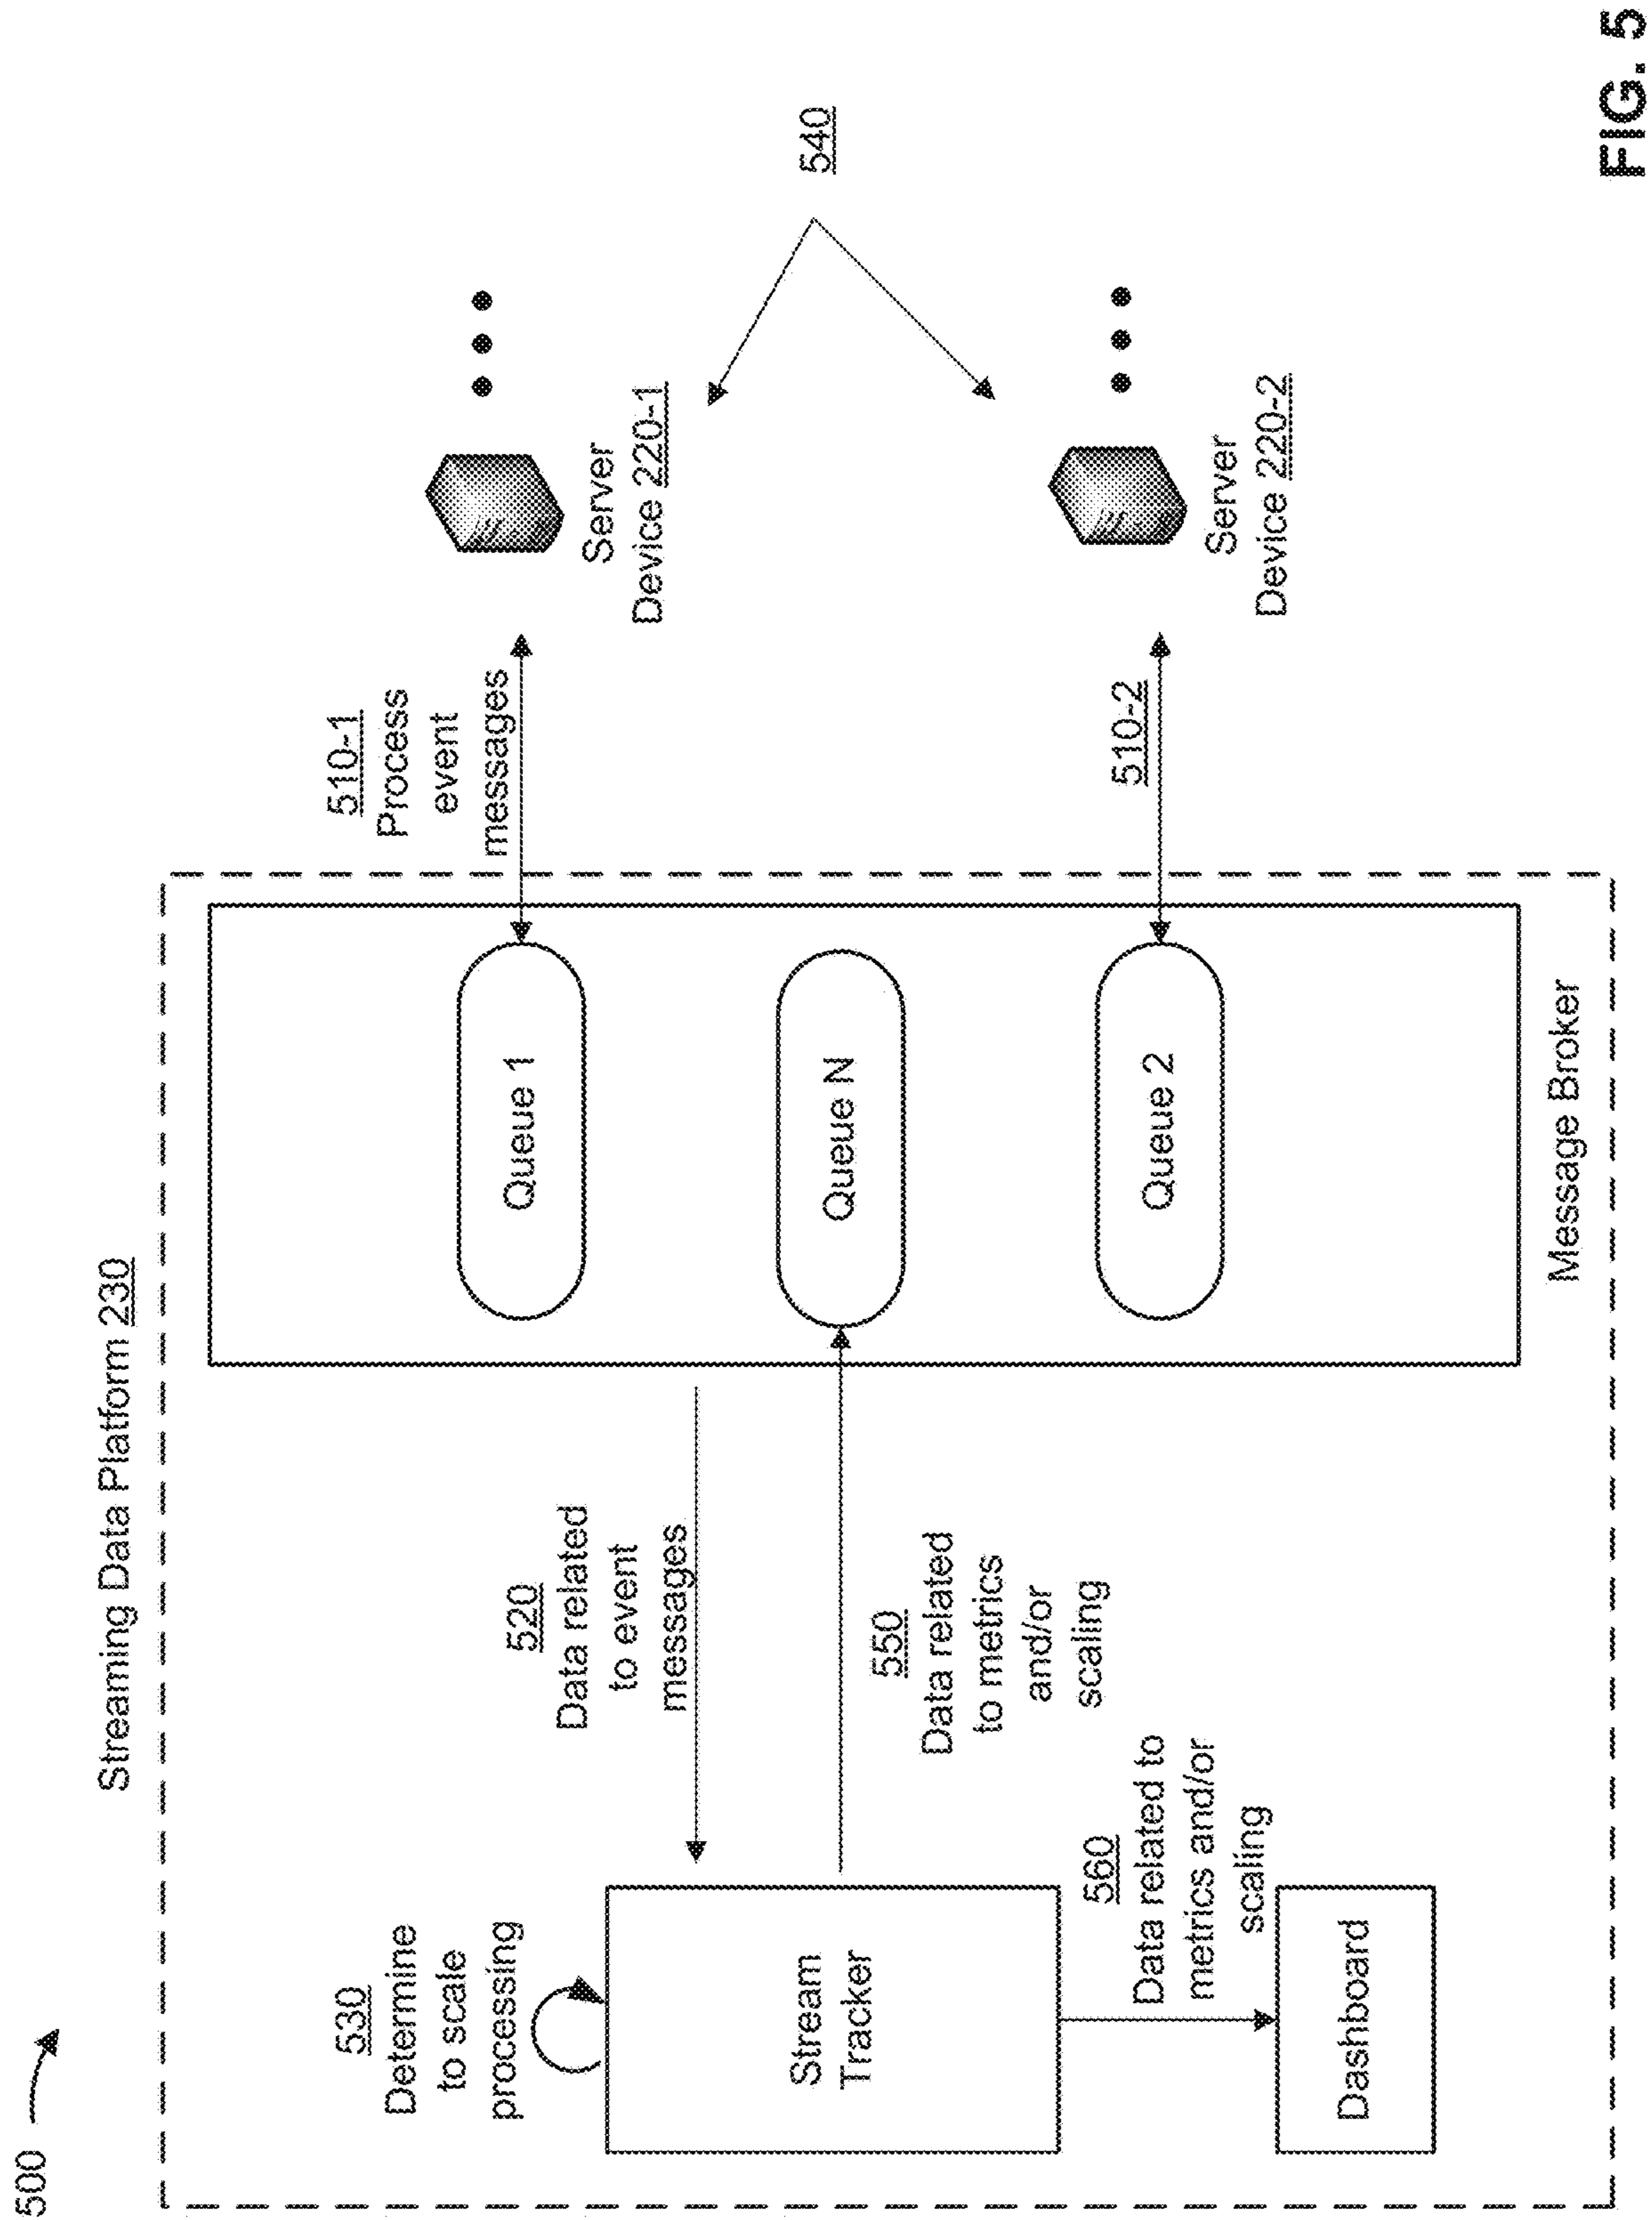 500
Streaming Data Platform 230
530
Determine
to scale
processing
520
Data related
to event
messages
510-1
Process
event
messages
Stream
Tracker
Queue 1
Queue N
Queue 2
Server
Device 220-1
540
550
Data related
to metrics
and/or
scaling
560
Data related to
metrics and/or
scaling
510-2
Server
Device 220-2
Dashboard
Message Broker
FIG. 5